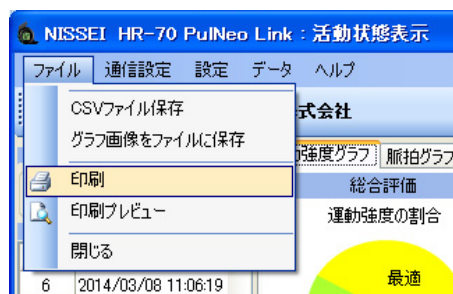 NISSEI HR-70 PulNeo Link : 活動状態表示
ファイル 通信設定 設定 データ ヘルプ
CSVファイル保存
式会社
グラフ画像をファイルに保存
強度グラフ 脈拍グラフ
印刷
総合評価
印刷プレビュー
運動強度の割合
閉じる
最適
6 2014/03/08 11:06:19